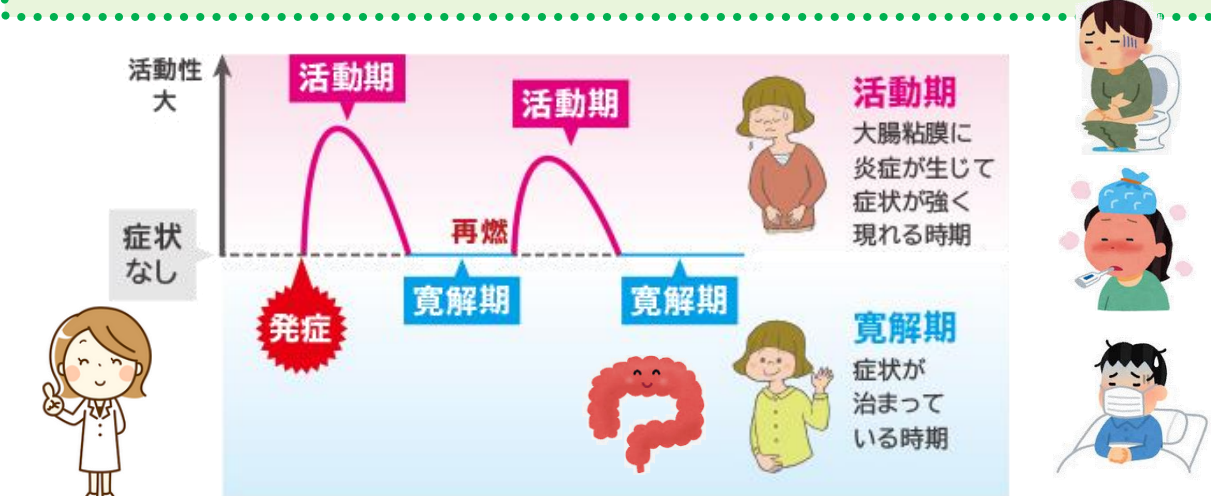 活動性
大
活動期
活動期
症状
なし
再燃
発症
寛解期
寛解期
活動期
大腸粘膜に
炎症が生じて
症状が強く
現れる時期
寛解期
症状が
治まって
いる時期